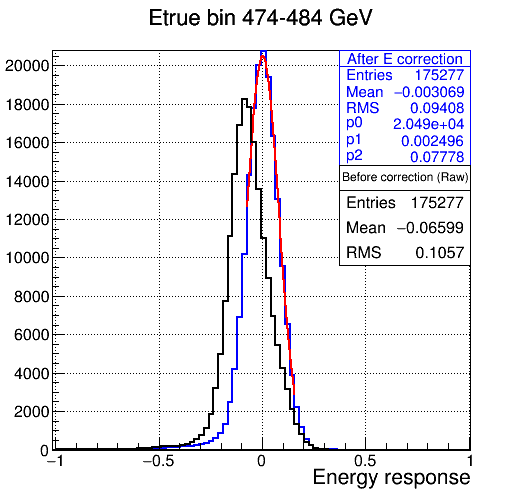 Etrue bin 474-484 GeV
After E correction
Entries 175277
Mean −0.003069
RMS 0.09408
p0 2.049e+04
p1 0.002496
p2 0.07778
Before correction (Raw)
Entries 175277
Mean −0.06599
RMS 0.1057
20000
18000
16000
14000
12000
10000
8000
6000
4000
2000
0
−1 −0.5 0 0.5 1
Energy response